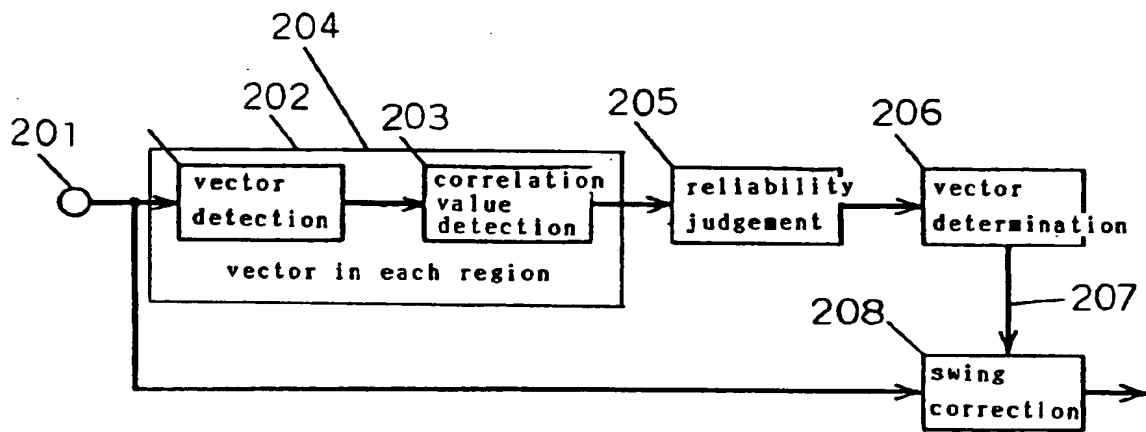 204
202
203
205
206
201
vector
detection
correlation
value
detection
reliability
judgement
vector
determination
vector in each region
207
208
swing
correction